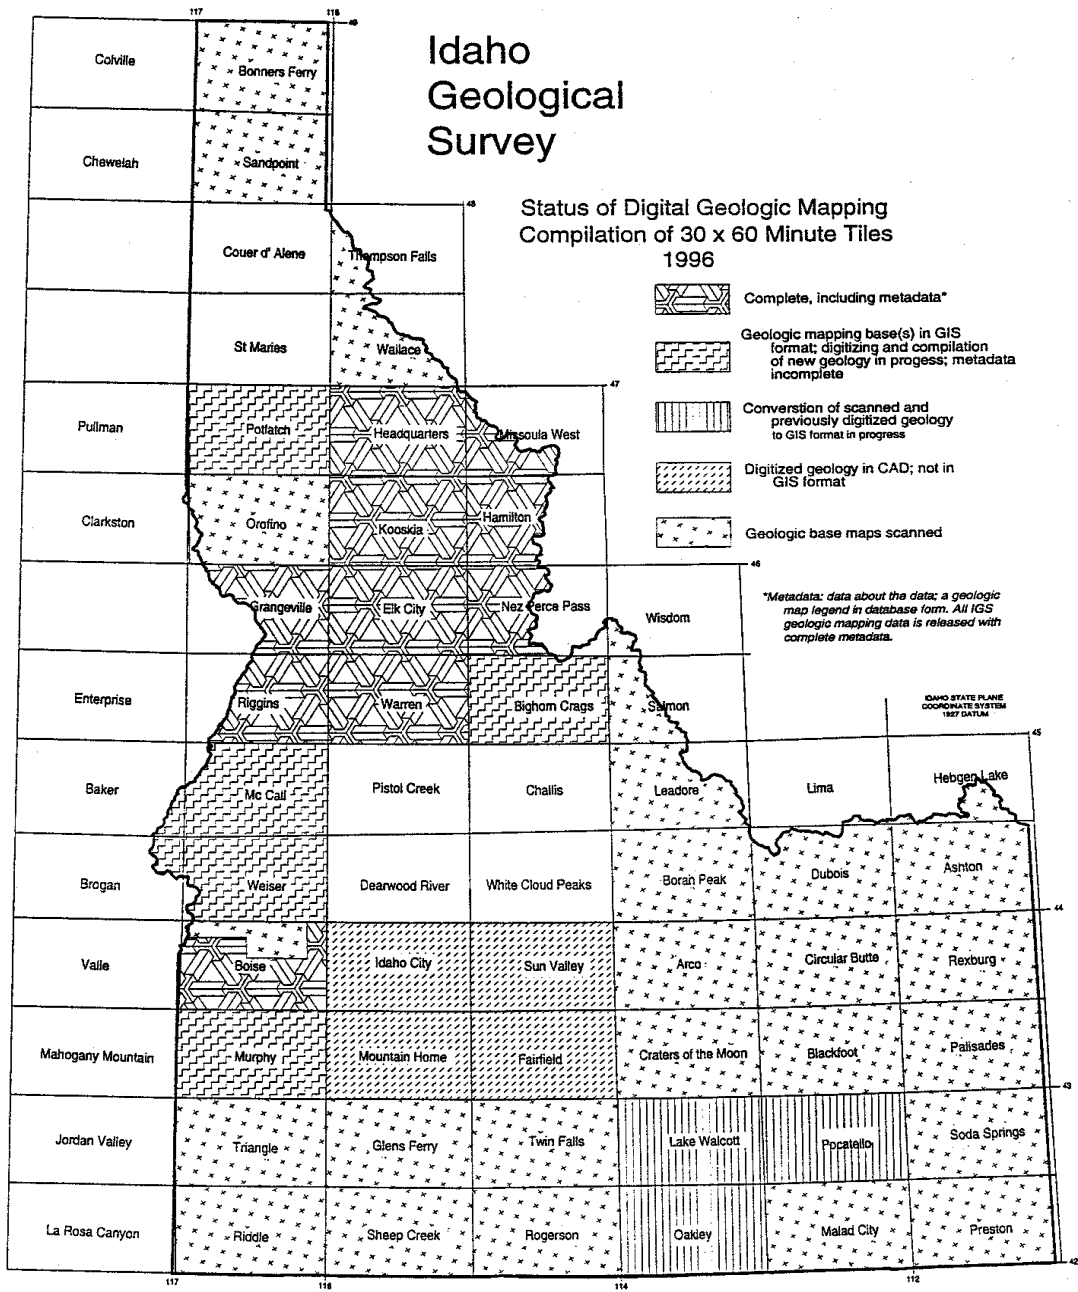 117
116
49
Idaho
Geological
Survey
Colville
Bonners Ferry
Chewelah
Sandpoint
48
Status of Digital Geologic Mapping
Compilation of 30 x 60 Minute Tiles
1996
Couer d' Alene
Thompson Falls
Complete, including metadata*
St Maries
Wallace
Geologic mapping base(s) in GIS
format; digitizing and compilation
of new geology in progess; metadata
incomplete
47
Pullman
Potlatch
Headquarters
Missoula West
Converstion of scanned and
previously digitized geology
to GIS format in progress
Digitized geology in CAD; not in
GIS format
Clarkston
Orofino
Kooskia
Hamilton
Geologic base maps scanned
46
Grangeville
Elk City
Nez Perce Pass
Wisdom
*Metadata: data about the data; a geologic
map legend in database form. All IGS
geologic mapping data is released with
complete metadata.
Enterprise
Riggins
Warren
Bighorn Crags
Salmon
IDAHO STATE PLANE
COORDINATE SYSTEM
1927 DATUM
45
Baker
Mc Call
Pistol Creek
Challis
Leadore
Lima
Hebgen Lake
Brogan
Weiser
Dearwood River
White Cloud Peaks
Borah Peak
Dubois
Ashton
44
Vale
Boise
Idaho City
Sun Valley
Arco
Circular Butte
Rexburg
Mahogany Mountain
Murphy
Mountain Home
Fairfield
Craters of the Moon
Blackfoot
Palisades
43
Jordan Valley
Triangle
Glens Ferry
Twin Falls
Lake Walcott
Pocatello
Soda Springs
La Rosa Canyon
Riddle
Sheep Creek
Rogerson
Oakley
Malad City
Preston
42
117
116
114
112